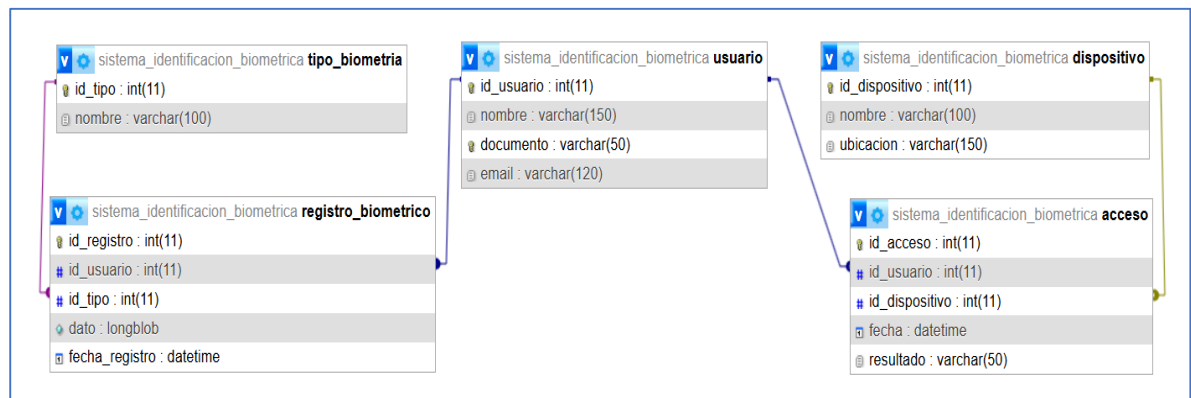 sistema_identificacion_biometrica tipo_biometria
id_tipo : int(11)
nombre : varchar(100)
sistema_identificacion_biometrica usuario
id_usuario : int(11)
nombre : varchar(150)
documento : varchar(50)
email : varchar(120)
sistema_identificacion_biometrica dispositivo
id_dispositivo : int(11)
nombre : varchar(100)
ubicacion : varchar(150)
sistema_identificacion_biometrica registro_biometrico
id_registro : int(11)
# id_usuario : int(11)
# id_tipo : int(11)
dato : longblob
fecha_registro : datetime
sistema_identificacion_biometrica acceso
id_acceso : int(11)
# id_usuario : int(11)
# id_dispositivo : int(11)
fecha : datetime
resultado : varchar(50)